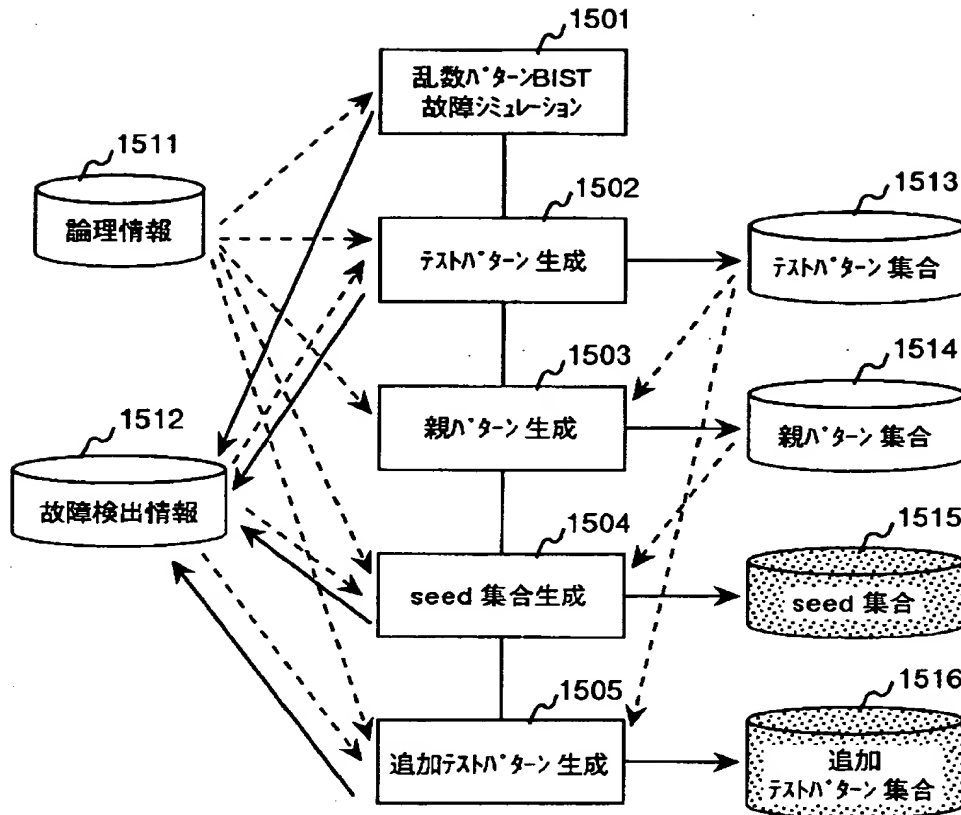 1501
乱数パターンBIST
故障シミュレーション
1511
論理情報
1502
テストパターン 生成
1513
テストパターン 集合
1503
親パターン 生成
1514
親パターン 集合
1512
故障検出情報
1504
seed 集合生成
1515
seed 集合
1505
追加テストパターン 生成
1516
追加
テストパターン 集合